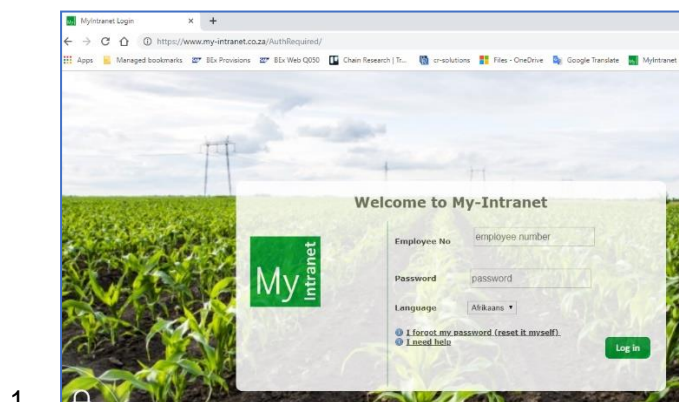 MyIntranet Login
https://www.my-intranet.co.za/AuthRequired/
Apps Managed bookmarks BEx Provisions BEx Web Q050 Chain Research | Tr... cr-solutions Files - OneDrive Google Translate MyIntranet
Welcome to My-Intranet
My Intranet
Employee No employee number
Password password
Language Afrikaans
I forgot my password (reset it myself).
I need help
Log in
1.